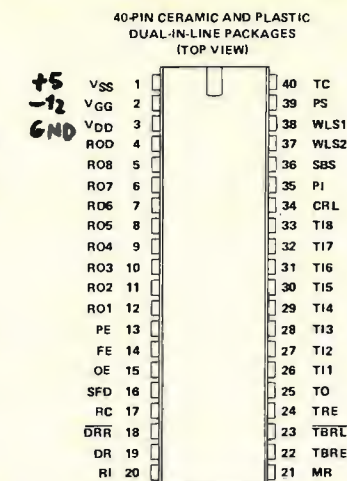 40-PIN CERAMIC AND PLASTIC
DUAL-IN-LINE PACKAGES
(TOP VIEW)
+5 VSS 1 40 TC
-12 VGG 2 39 PS
GND VDD 3 38 WLS1
ROD 4 37 WLS2
RO8 5 36 SBS
RO7 6 35 PI
RO6 7 34 CRL
RO5 8 33 TI8
RO4 9 32 TI7
RO3 10 31 TI6
RO2 11 30 TI5
RO1 12 29 TI4
PE 13 28 TI3
FE 14 27 TI2
OE 15 26 TI1
SFD 16 25 TO
RC 17 24 TRE
DRR 18 23 TBRL
DR 19 22 TBRE
RI 20 21 MR